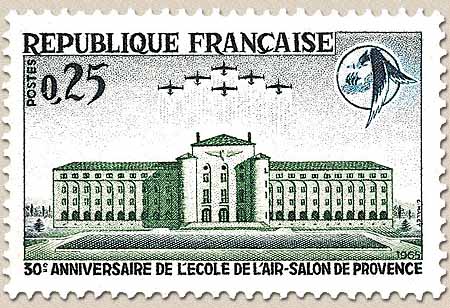 REPUBLIQUE FRANÇAISE
POSTES
0,25
1965
30e ANNIVERSAIRE DE L'ECOLE DE L'AIR-SALON DE PROVENCE